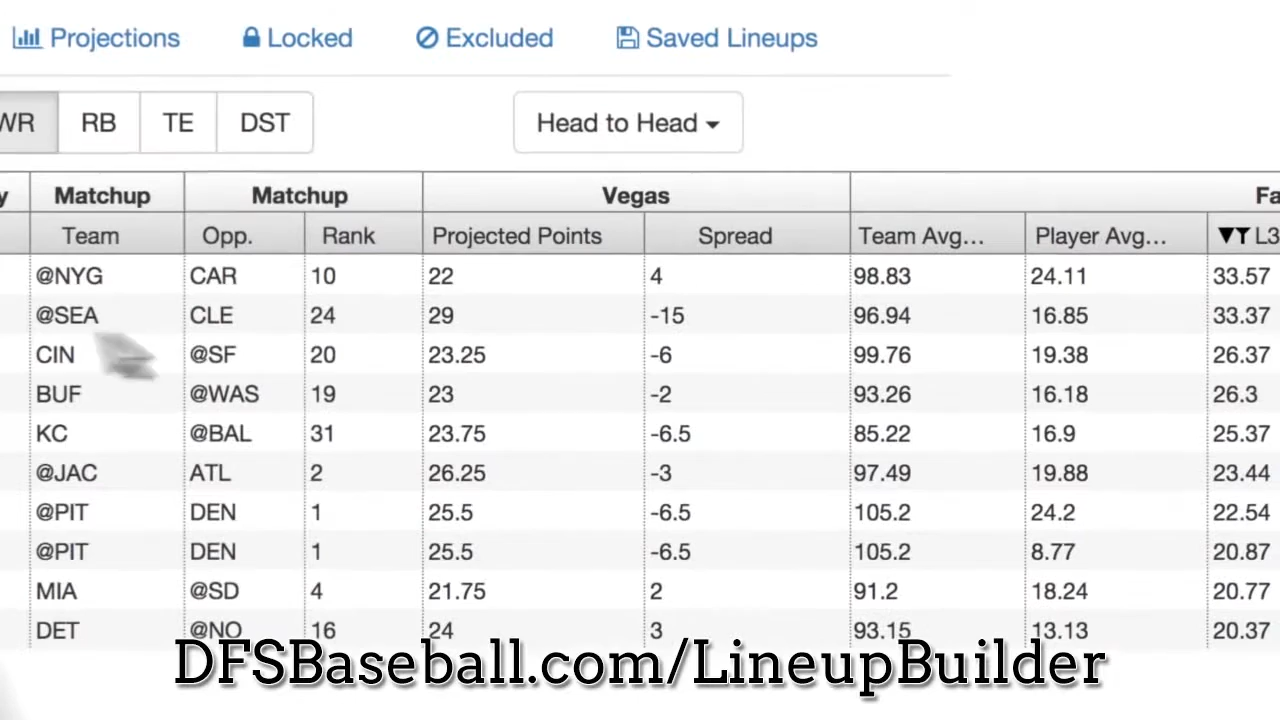 Projections Locked Excluded Saved Lineups
WR RB TE DST Head to Head
y Matchup Matchup Vegas Fa
Team Opp. Rank Projected Points Spread Team Avg... Player Avg... L3
@NYG CAR 10 22 4 98.83 24.11 33.57
@SEA CLE 24 29 -15 96.94 16.85 33.37
CIN @SF 20 23.25 -6 99.76 19.38 26.37
BUF @WAS 19 23 -2 93.26 16.18 26.3
KC @BAL 31 23.75 -6.5 85.22 16.9 25.37
@JAC ATL 2 26.25 -3 97.49 19.88 23.44
@PIT DEN 1 25.5 -6.5 105.2 24.2 22.54
@PIT DEN 1 25.5 -6.5 105.2 8.77 20.87
MIA @SD 4 21.75 2 91.2 18.24 20.77
DET @NO 16 24 3 93.15 13.13 20.37
DFSBaseball.com/LineupBuilder